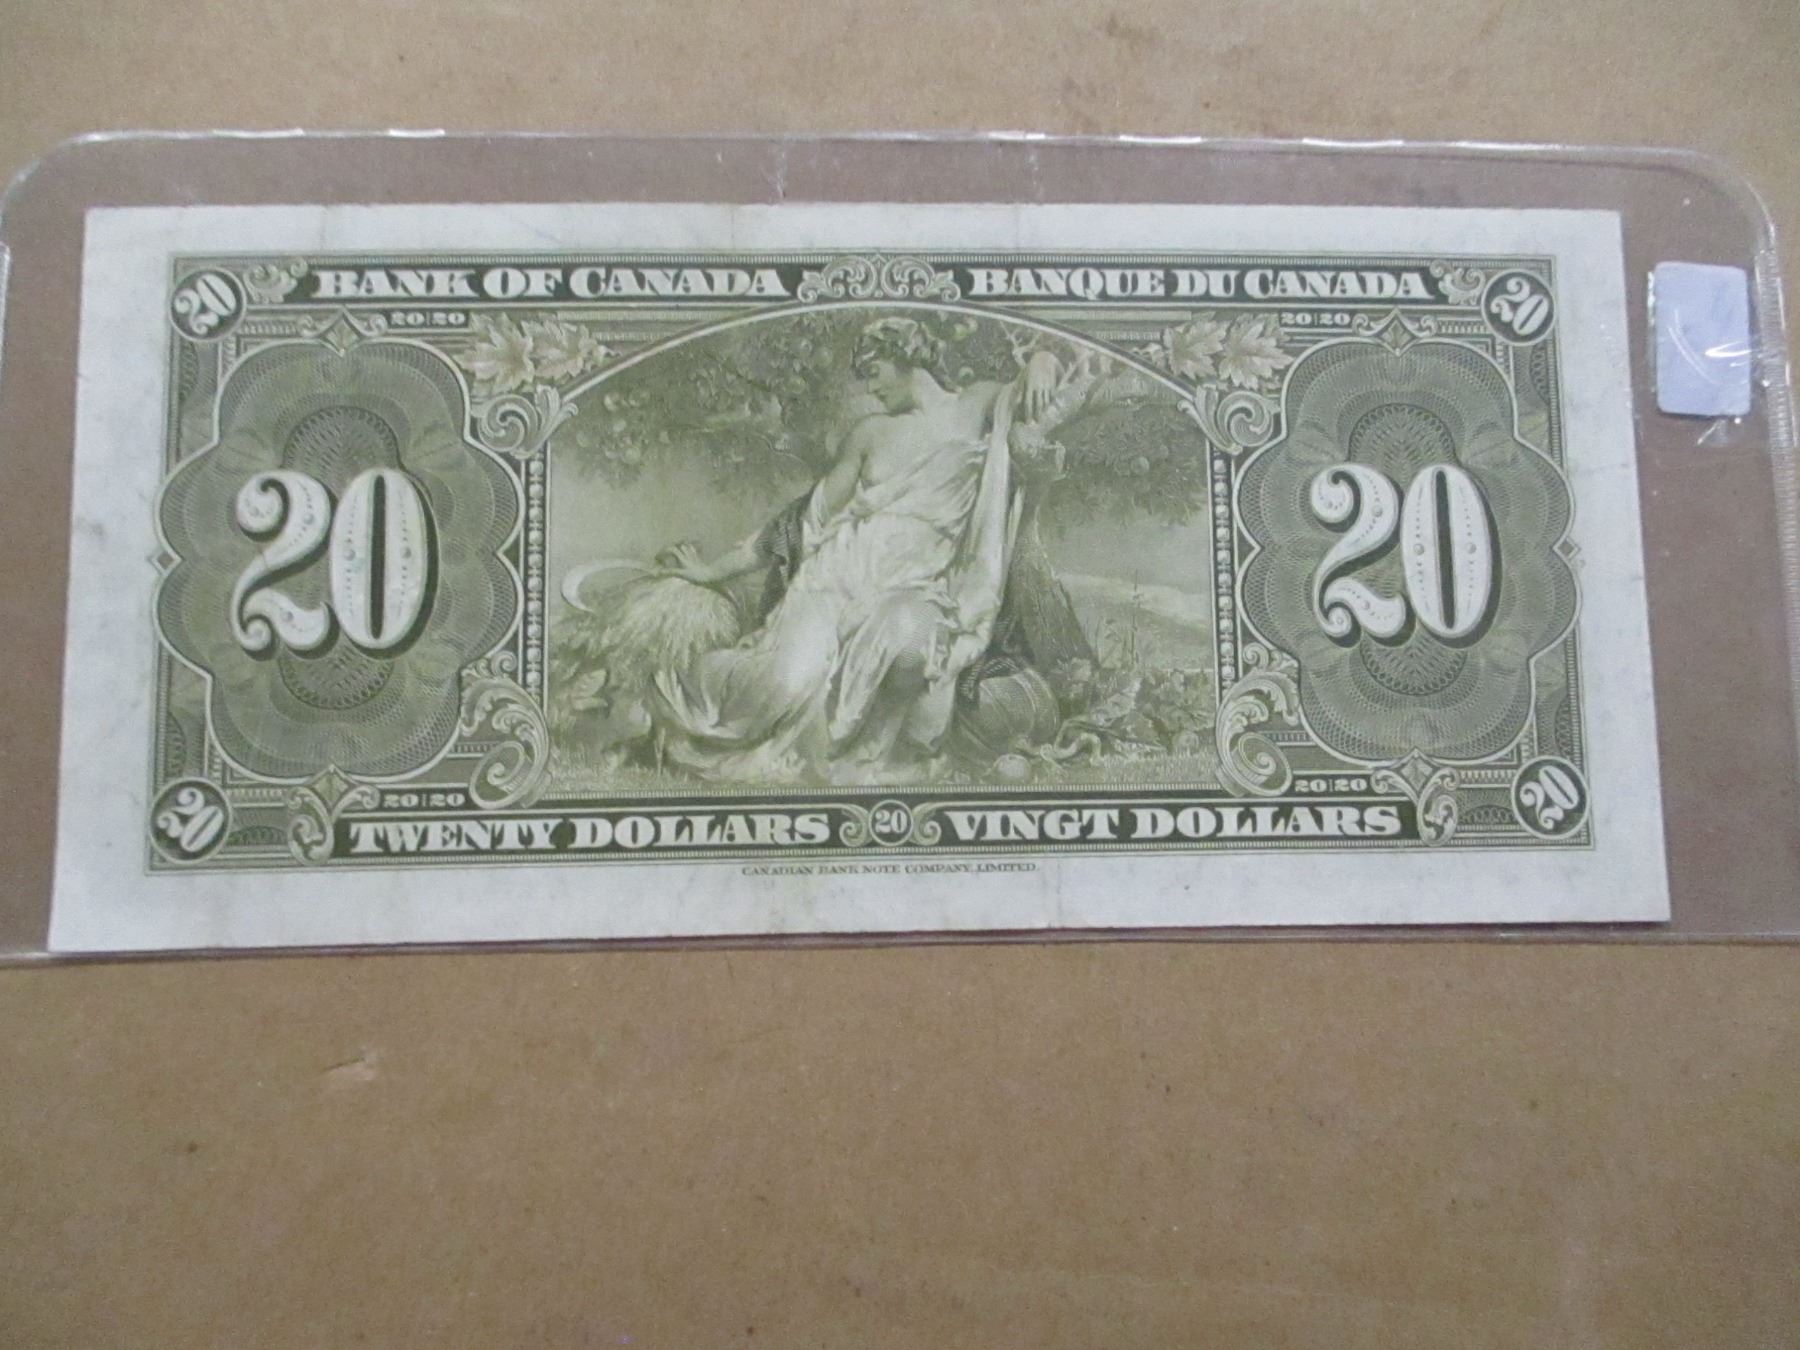 BANK OF CANADA BANQUE DU CANADA
20 20
20|20 20|20
20 20
20|20 20|20
20 TWENTY DOLLARS 20 VINGT DOLLARS 20
CANADIAN BANK NOTE COMPANY, LIMITED.